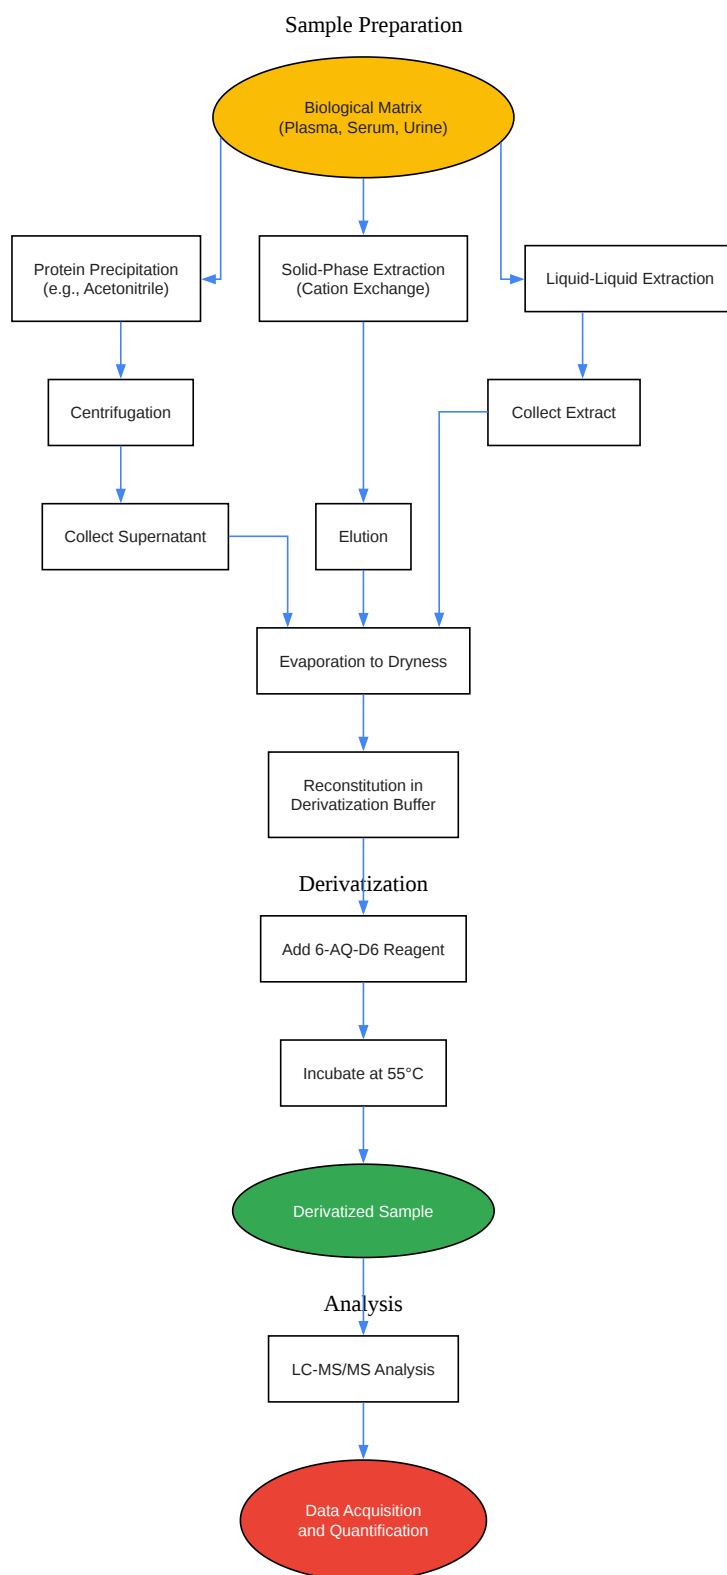 Sample Preparation
Biological Matrix
(Plasma, Serum, Urine)
Protein Precipitation
(e.g., Acetonitrile)
Solid-Phase Extraction
(Cation Exchange)
Liquid-Liquid Extraction
Centrifugation
Collect Extract
Collect Supernatant
Elution
Evaporation to Dryness
Reconstitution in
Derivatization Buffer
Derivatization
Add 6-AQ-D6 Reagent
Incubate at 55°C
Derivatized Sample
Analysis
LC-MS/MS Analysis
Data Acquisition
and Quantification